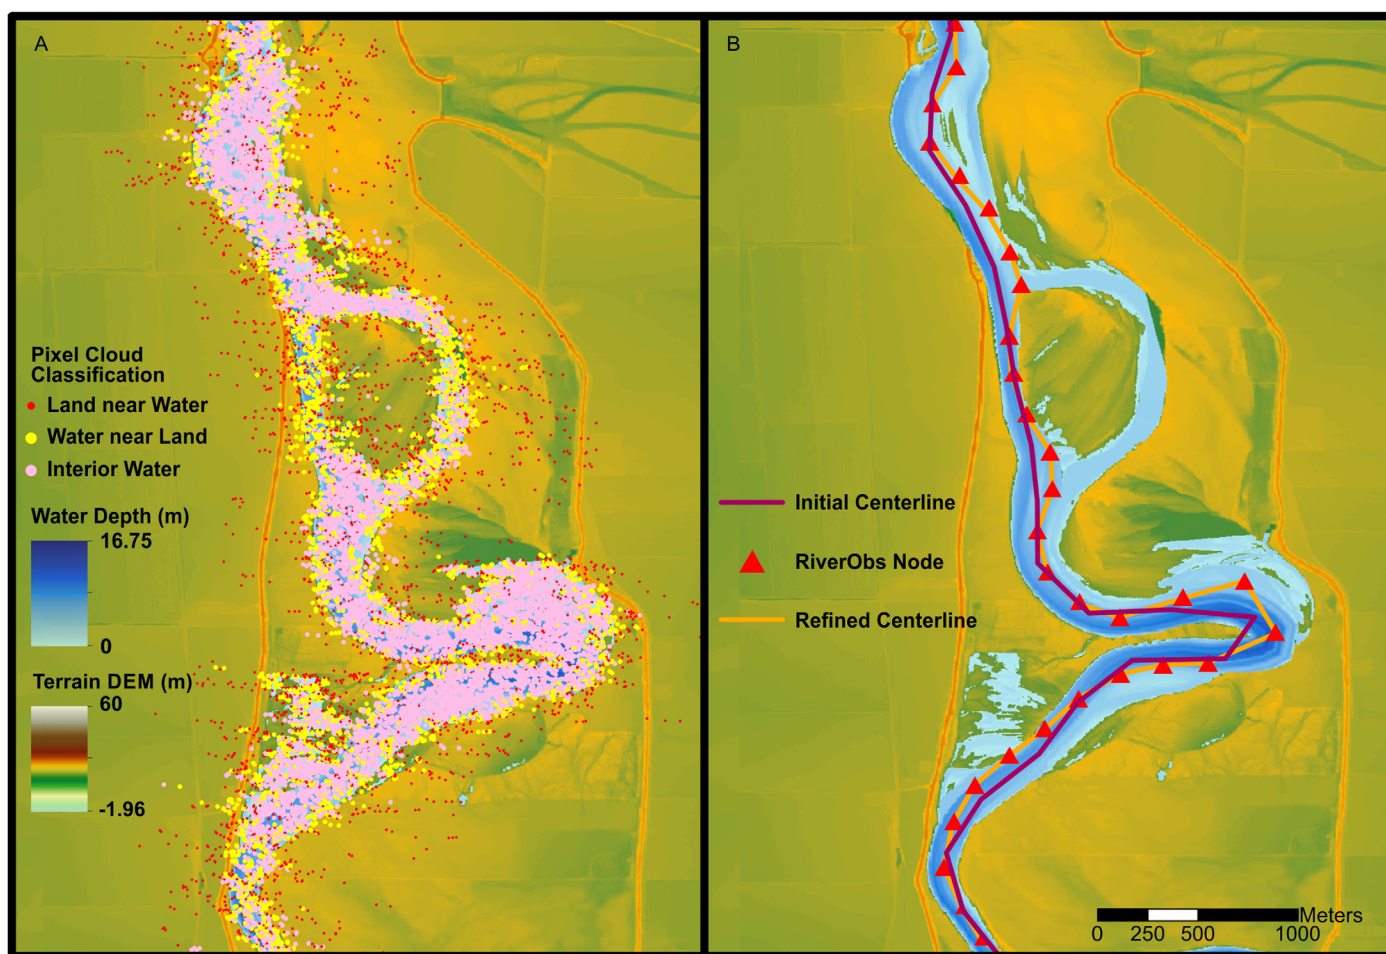 A
Pixel Cloud
Classification
Land near Water
Water near Land
Interior Water
Water Depth (m)
16.75
0
Terrain DEM (m)
60
-1.96
B
Initial Centerline
RiverObs Node
Refined Centerline
Meters
0 250 500 1000